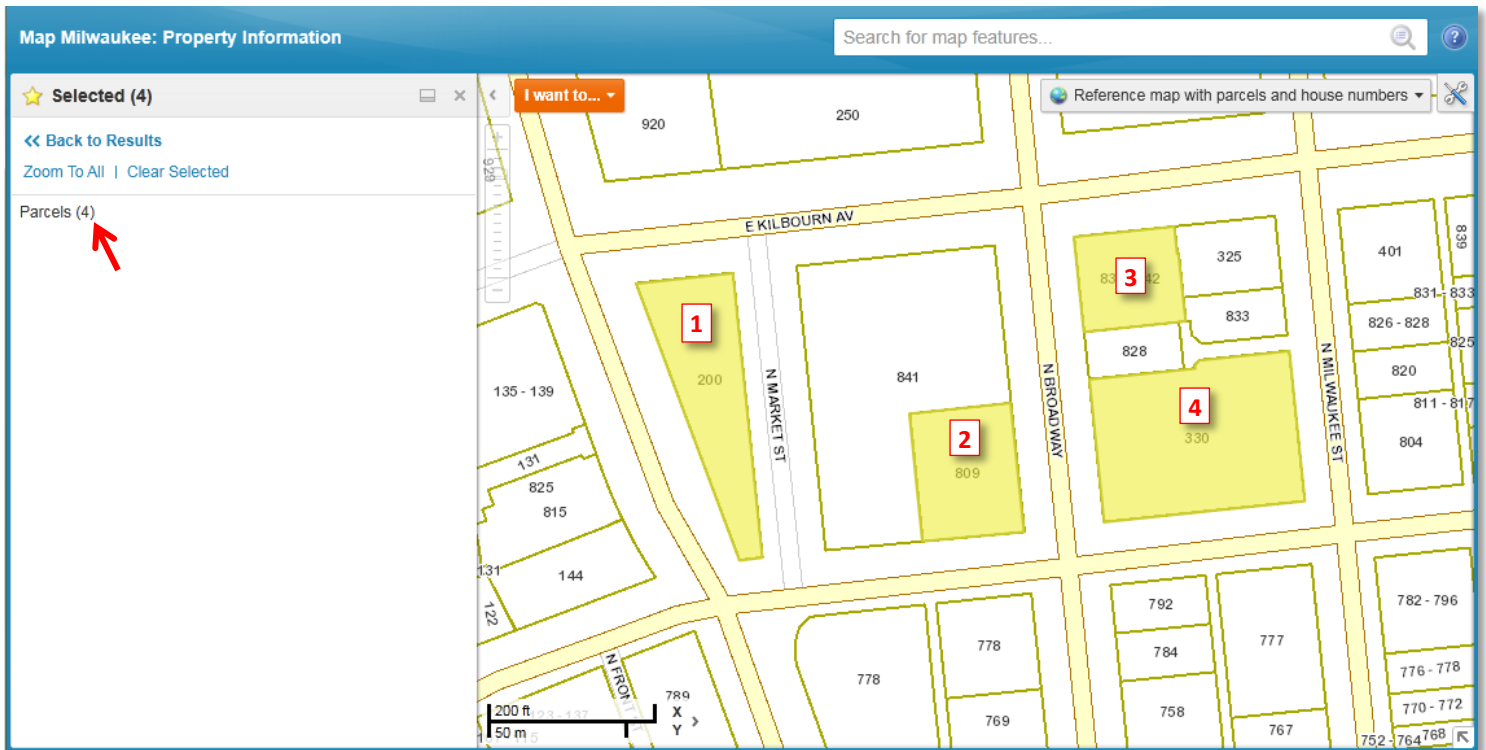 Map Milwaukee: Property Information
Search for map features...
?
Selected (4)
<< Back to Results
Zoom To All | Clear Selected
Parcels (4)
I want to...
Reference map with parcels and house numbers
920
250
929
E KILBOURN AV
N MARKET ST
N BROADWAY
N MILWAUKEE ST
1
200
841
2
809
3
325
833
828
4
330
401
839
831 - 833
826 - 828
825
820
811 - 817
804
135 - 139
131
825
815
131
144
122
N FRONT ST
789
123 - 137
778
778
769
792
784
758
777
767
782 - 796
776 - 778
770 - 772
752 - 764
768
200 ft
50 m
X
Y